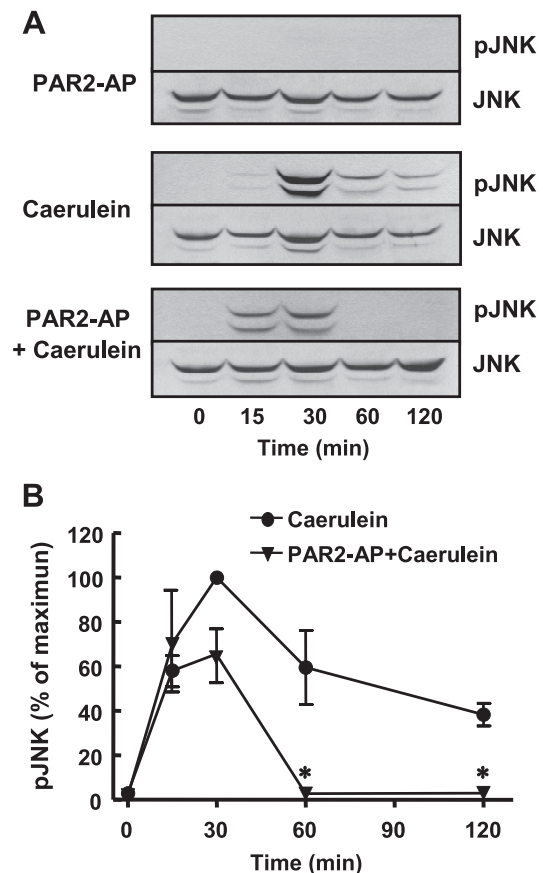 A
PAR2-AP
pJNK
JNK
Caerulein
pJNK
JNK
PAR2-AP
+ Caerulein
pJNK
JNK
0 15 30 60 120
Time (min)
B
Caerulein
PAR2-AP+Caerulein
pJNK (% of maximun)
120
100
80
60
40
20
0
* *
0 30 60 90 120
Time (min)